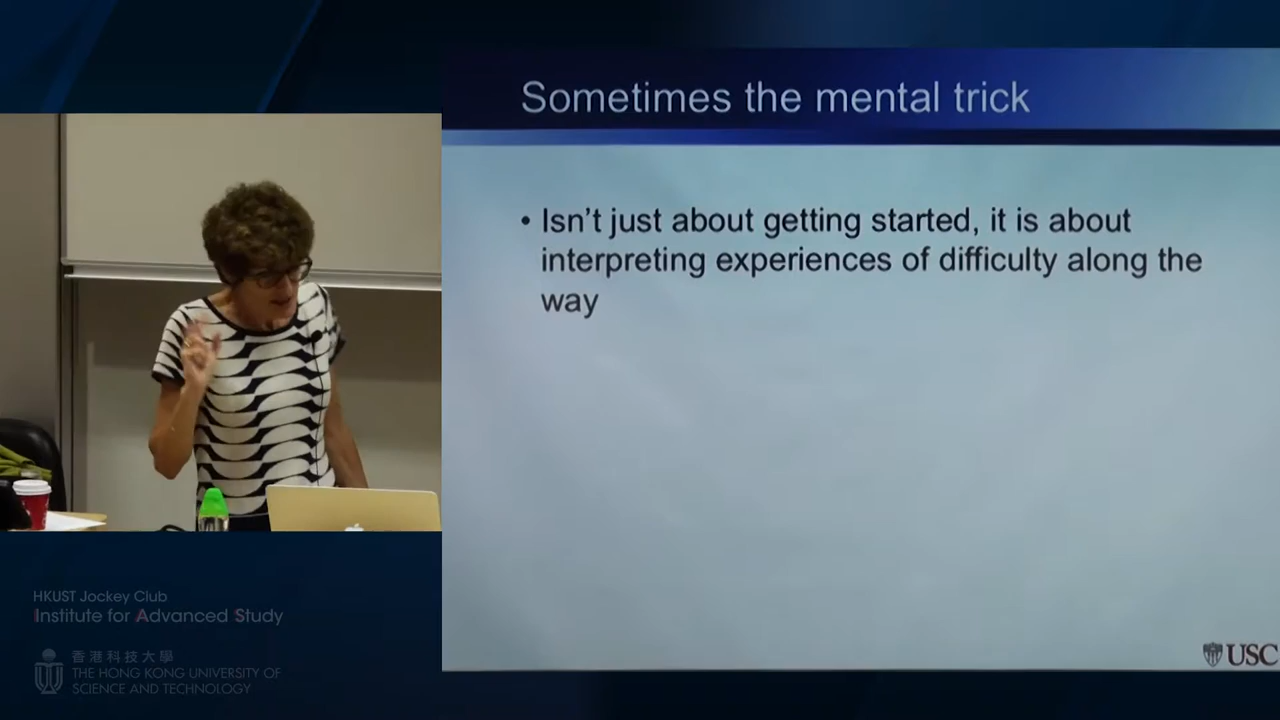 Sometimes the mental trick
• Isn't just about getting started, it is about
interpreting experiences of difficulty along the
way
USC
HKUST Jockey Club
Institute for Advanced Study
香港科技大學
THE HONG KONG UNIVERSITY OF
SCIENCE AND TECHNOLOGY